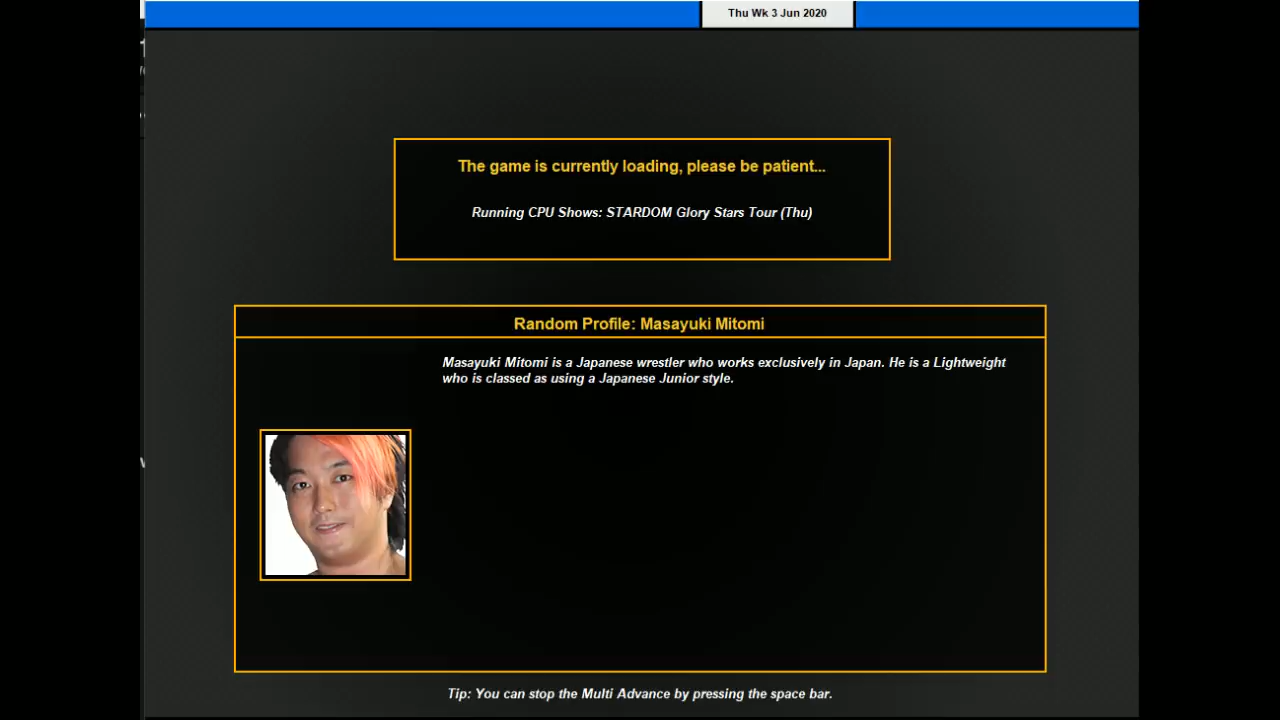 Thu Wk 3 Jun 2020
The game is currently loading, please be patient...
Running CPU Shows: STARDOM Glory Stars Tour (Thu)
Random Profile: Masayuki Mitomi
Masayuki Mitomi is a Japanese wrestler who works exclusively in Japan. He is a Lightweight
who is classed as using a Japanese Junior style.
Tip: You can stop the Multi Advance by pressing the space bar.